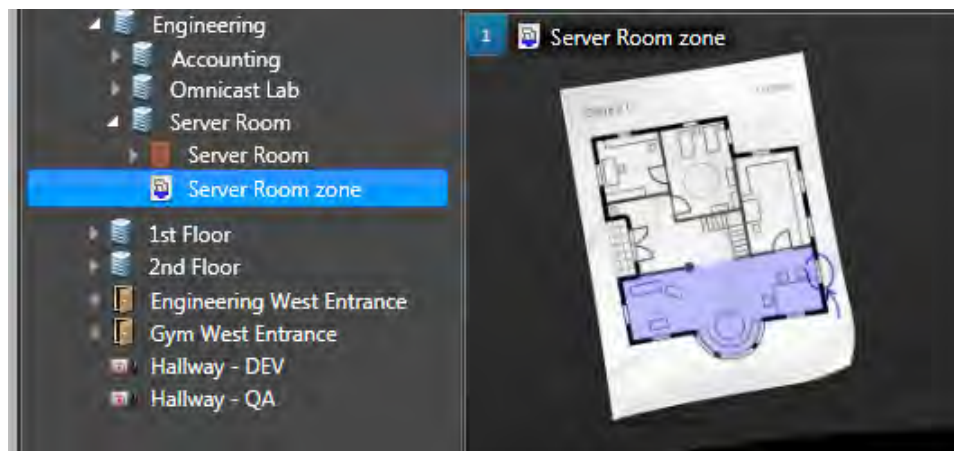 Engineering
Accounting
Omnicast Lab
Server Room
Server Room
Server Room zone
1st Floor
2nd Floor
Engineering West Entrance
Gym West Entrance
Hallway - DEV
Hallway - QA
1
Server Room zone